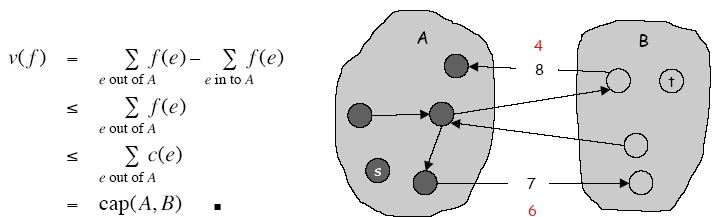 v(f) = ∑ f(e) − ∑ f(e)
e out of A e in to A
≤ ∑ f(e)
e out of A
≤ ∑ c(e)
e out of A
= cap(A, B) ▪
A
B
4
8
t
s
7
6